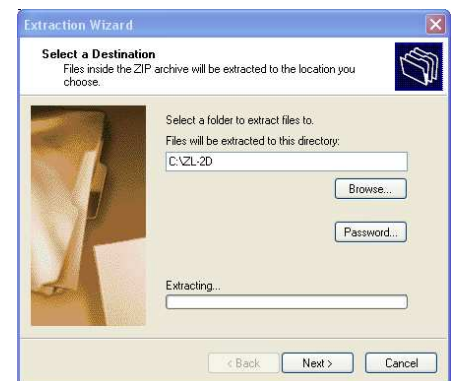 Extraction Wizard
Select a Destination
Files inside the ZIP archive will be extracted to the location you
choose.
Select a folder to extract files to.
Files will be extracted to this directory:
C:\ZL-2D
Browse...
Password...
Extracting...
< Back Next > Cancel